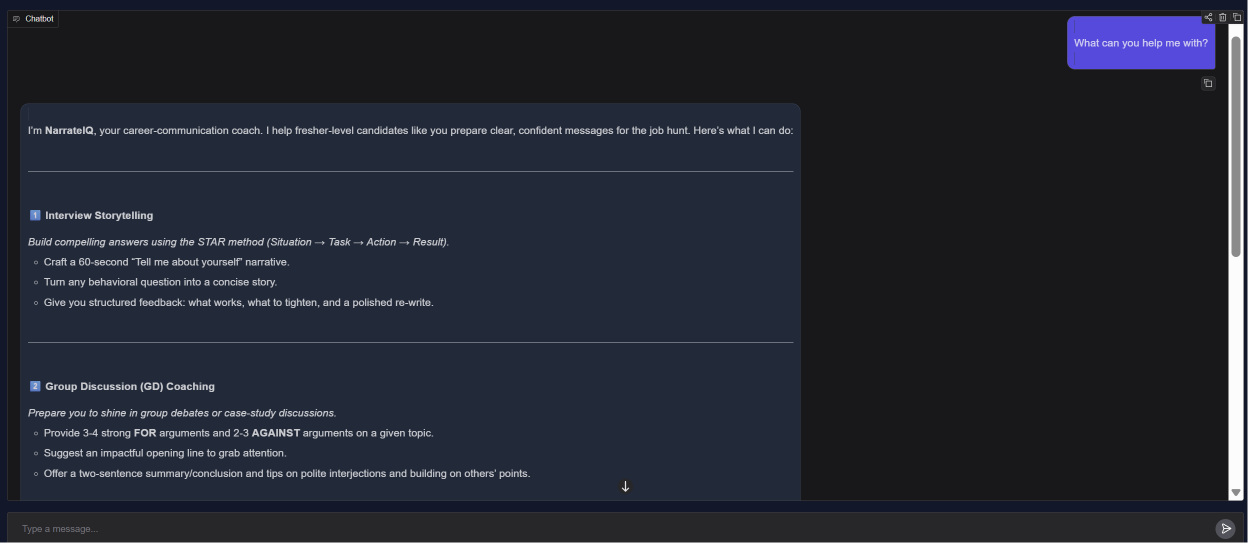 Chatbot
What can you help me with?
I'm NarrateIQ, your career-communication coach. I help fresher-level candidates like you prepare clear, confident messages for the job hunt. Here's what I can do:
1 Interview Storytelling
Build compelling answers using the STAR method (Situation → Task → Action → Result).
Craft a 60-second “Tell me about yourself” narrative.
Turn any behavioral question into a concise story.
Give you structured feedback: what works, what to tighten, and a polished re-write.
2 Group Discussion (GD) Coaching
Prepare you to shine in group debates or case-study discussions.
Provide 3-4 strong FOR arguments and 2-3 AGAINST arguments on a given topic.
Suggest an impactful opening line to grab attention.
Offer a two-sentence summary/conclusion and tips on polite interjections and building on others' points.
Type a message...